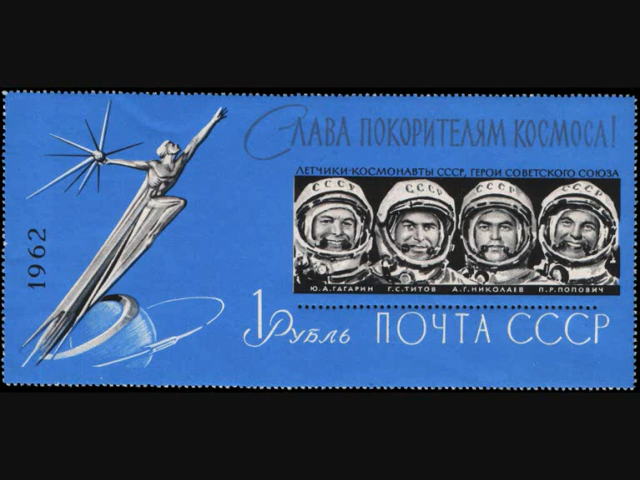 СЛАВА ПОКОРИТЕЛЯМ КОСМОСА!
ЛЕТЧИКИ-КОСМОНАВТЫ СССР, ГЕРОИ СОВЕТСКОГО СОЮЗА
СССР СССР СССР СССР
Ю.А.ГАГАРИН Г.С.ТИТОВ А.Г.НИКОЛАЕВ П.Р.ПОПОВИЧ
1 РУБЛЬ ПОЧТА СССР
1962